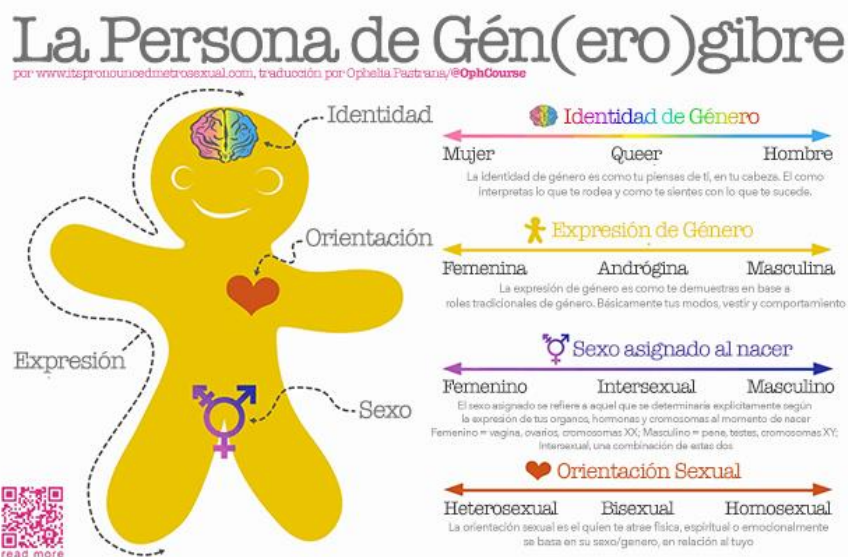 La Persona de Gén(ero)gibre
por www.itspronouncedmetrosexual.com, traducción por Ophelia Pastrana/@OphCourse
Identidad
Orientación
Expresión
Sexo
read more
Identidad de Género
Mujer Queer Hombre
La identidad de género es como tu piensas de ti, en tu cabeza. El como
interpretas lo que te rodea y como te sientes con lo que te sucede.
Expresión de Género
Femenina Andrógina Masculina
La expresión de género es como te demuestras en base a
roles tradicionales de género. Básicamente tus modos, vestir y comportamiento
Sexo asignado al nacer
Femenino Intersexual Masculino
El sexo asignado se refiere a aquel que se determinaria explicitamente según
la expresión de tus organos, hormonas y cromosomas al momento de nacer
Femenino = vagina, ovarios, cromosomas XX; Masculino = pene, testes, cromosomas XY;
Intersexual, una combinación de estas dos
Orientación Sexual
Heterosexual Bisexual Homosexual
La orientación sexual es el quien te atrae física, espiritual o emocionalmente
se basa en su sexo/genero, en relación al tuyo